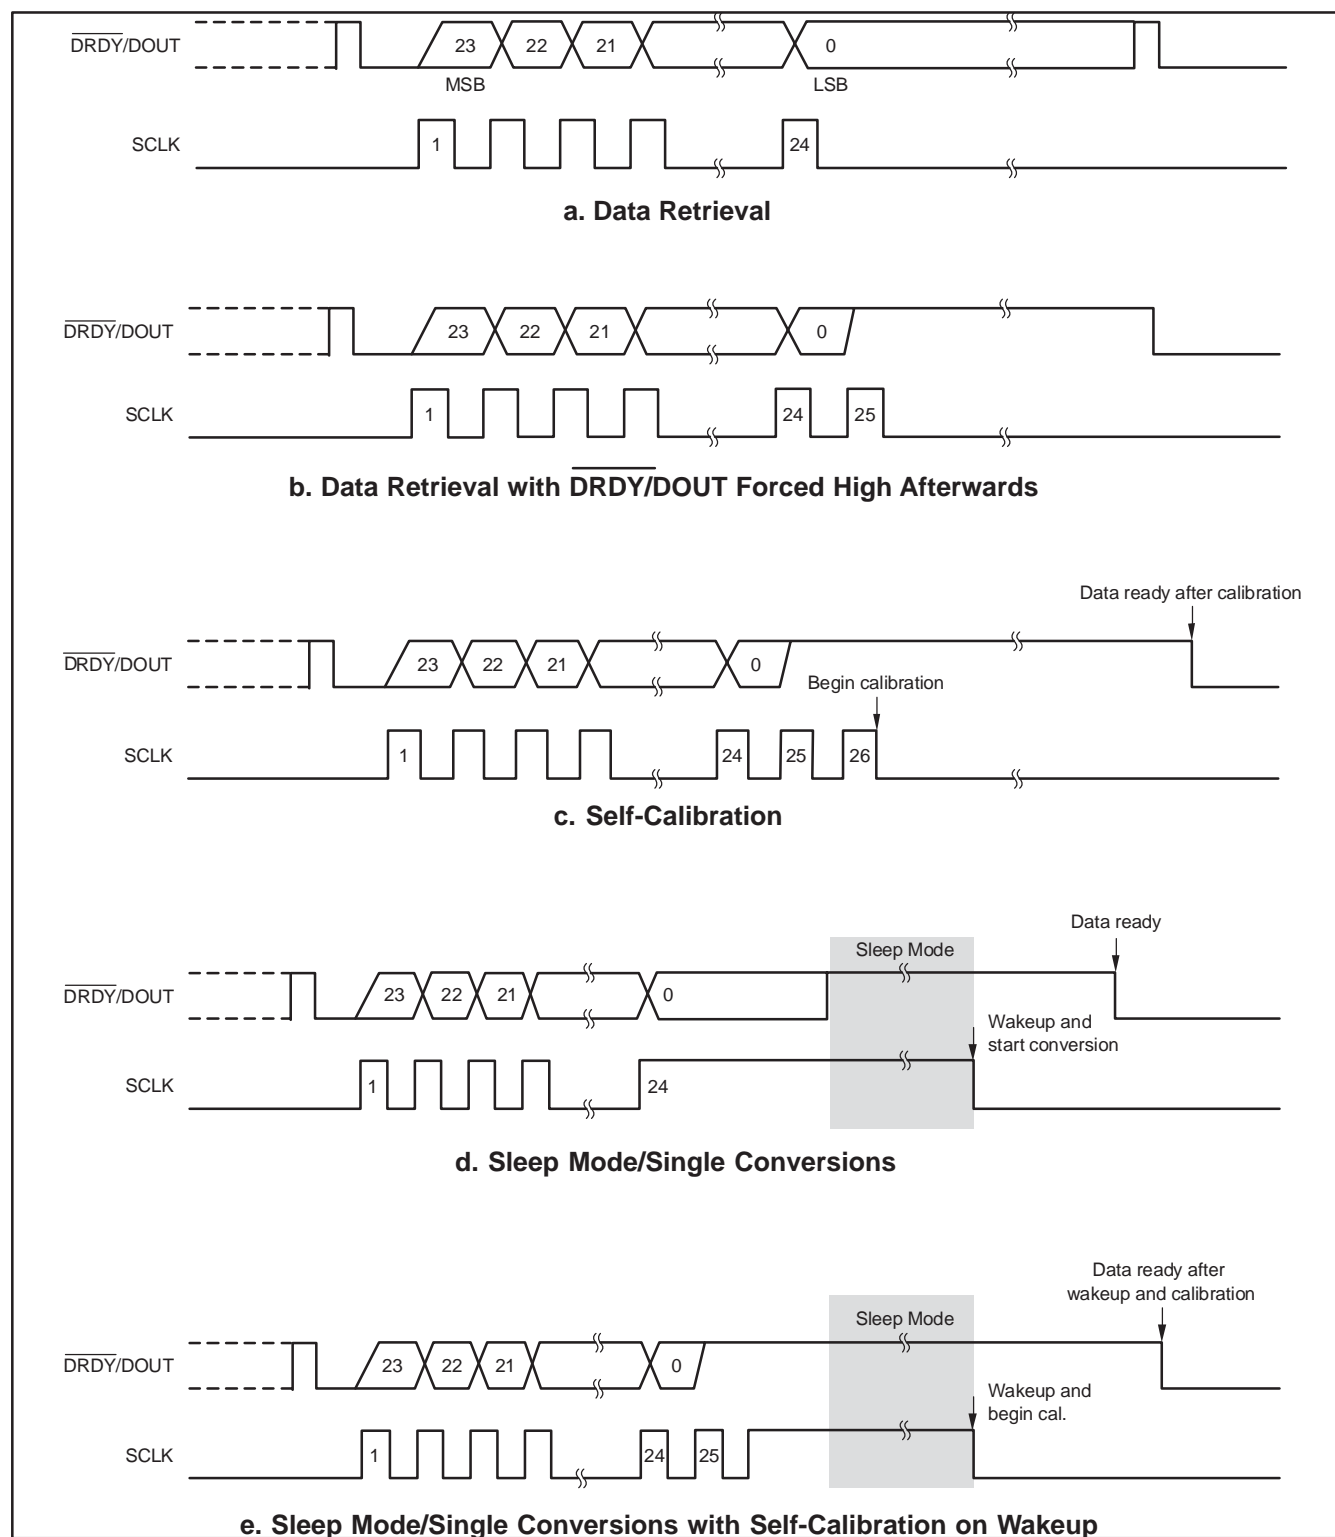 DRDY/DOUT 23 22 21 0
MSB LSB
SCLK 1 24
a. Data Retrieval
DRDY/DOUT 23 22 21 0
SCLK 1 24 25
b. Data Retrieval with DRDY/DOUT Forced High Afterwards
Data ready after calibration
DRDY/DOUT 23 22 21 0
Begin calibration
SCLK 1 24 25 26
c. Self-Calibration
Data ready
Sleep Mode
DRDY/DOUT 23 22 21 0
Wakeup and
start conversion
SCLK 1 24
d. Sleep Mode/Single Conversions
Data ready after
wakeup and calibration
Sleep Mode
DRDY/DOUT 23 22 21 0
Wakeup and
begin cal.
SCLK 1 24 25
e. Sleep Mode/Single Conversions with Self-Calibration on Wakeup